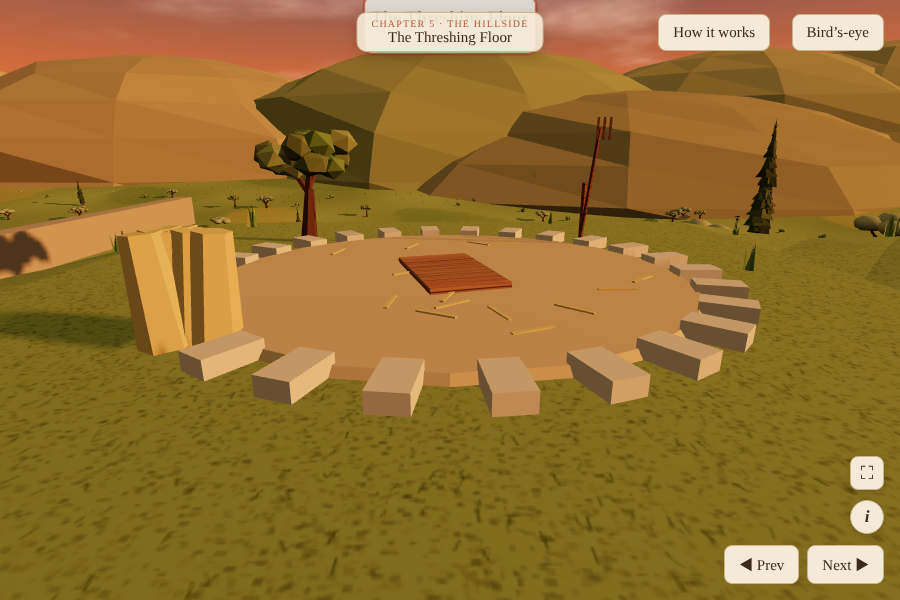 CHAPTER 5 · THE HILLSIDE
The Threshing Floor
How it works
Bird's-eye
i
◀ Prev
Next ▶